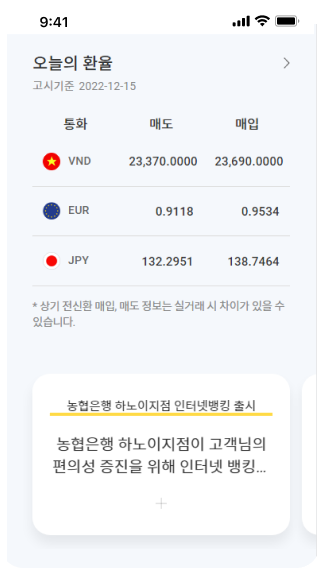 9:41
오늘의 환율
고시기준 2022-12-15
통화 매도 매입
VND 23,370.0000 23,690.0000
EUR 0.9118 0.9534
JPY 132.2951 138.7464
* 상기 전신환 매입, 매도 정보는 실거래 시 차이가 있을 수
있습니다.
농협은행 하노이지점 인터넷뱅킹 출시
농협은행 하노이지점이 고객님의
편의성 증진을 위해 인터넷 뱅킹...